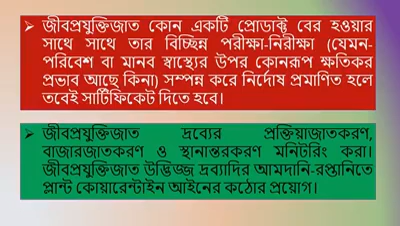 ➢ জীবপ্রযুক্তিজাত কোন একটি প্রোডাক্ট বের হওয়ার
সাথে সাথে তার বিচ্ছিন্ন পরীক্ষা-নিরীক্ষা (যেমন-
পরিবেশ বা মানব স্বাস্থ্যের উপর কোনরূপ ক্ষতিকর
প্রভাব আছে কিনা) সম্পন্ন করে নির্দোষ প্রমাণিত হলে
তবেই সার্টিফিকেট দিতে হবে।
➢ জীবপ্রযুক্তিজাত দ্রব্যের প্রক্তিয়াজাতকরণ,
বাজারজাতকরণ ও স্থানান্তরকরণ মনিটরিং করা।
জীবপ্রযুক্তিজাত উদ্ভিজ্জ দ্রব্যাদির আমদানি-রপ্তানিতে
প্লান্ট কোয়ারেন্টাইন আইনের কঠোর প্রয়োগ।